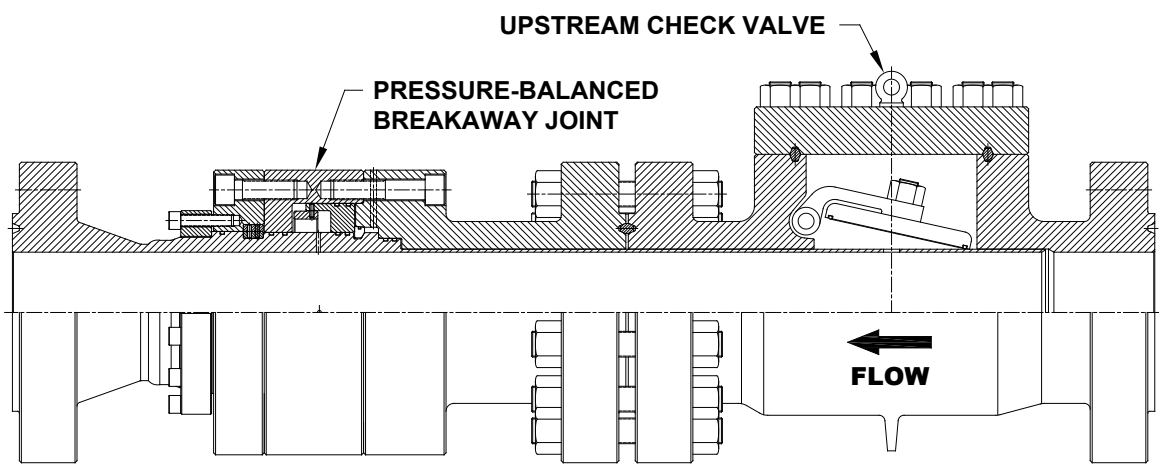 UPSTREAM CHECK VALVE
PRESSURE-BALANCED
BREAKAWAY JOINT
FLOW